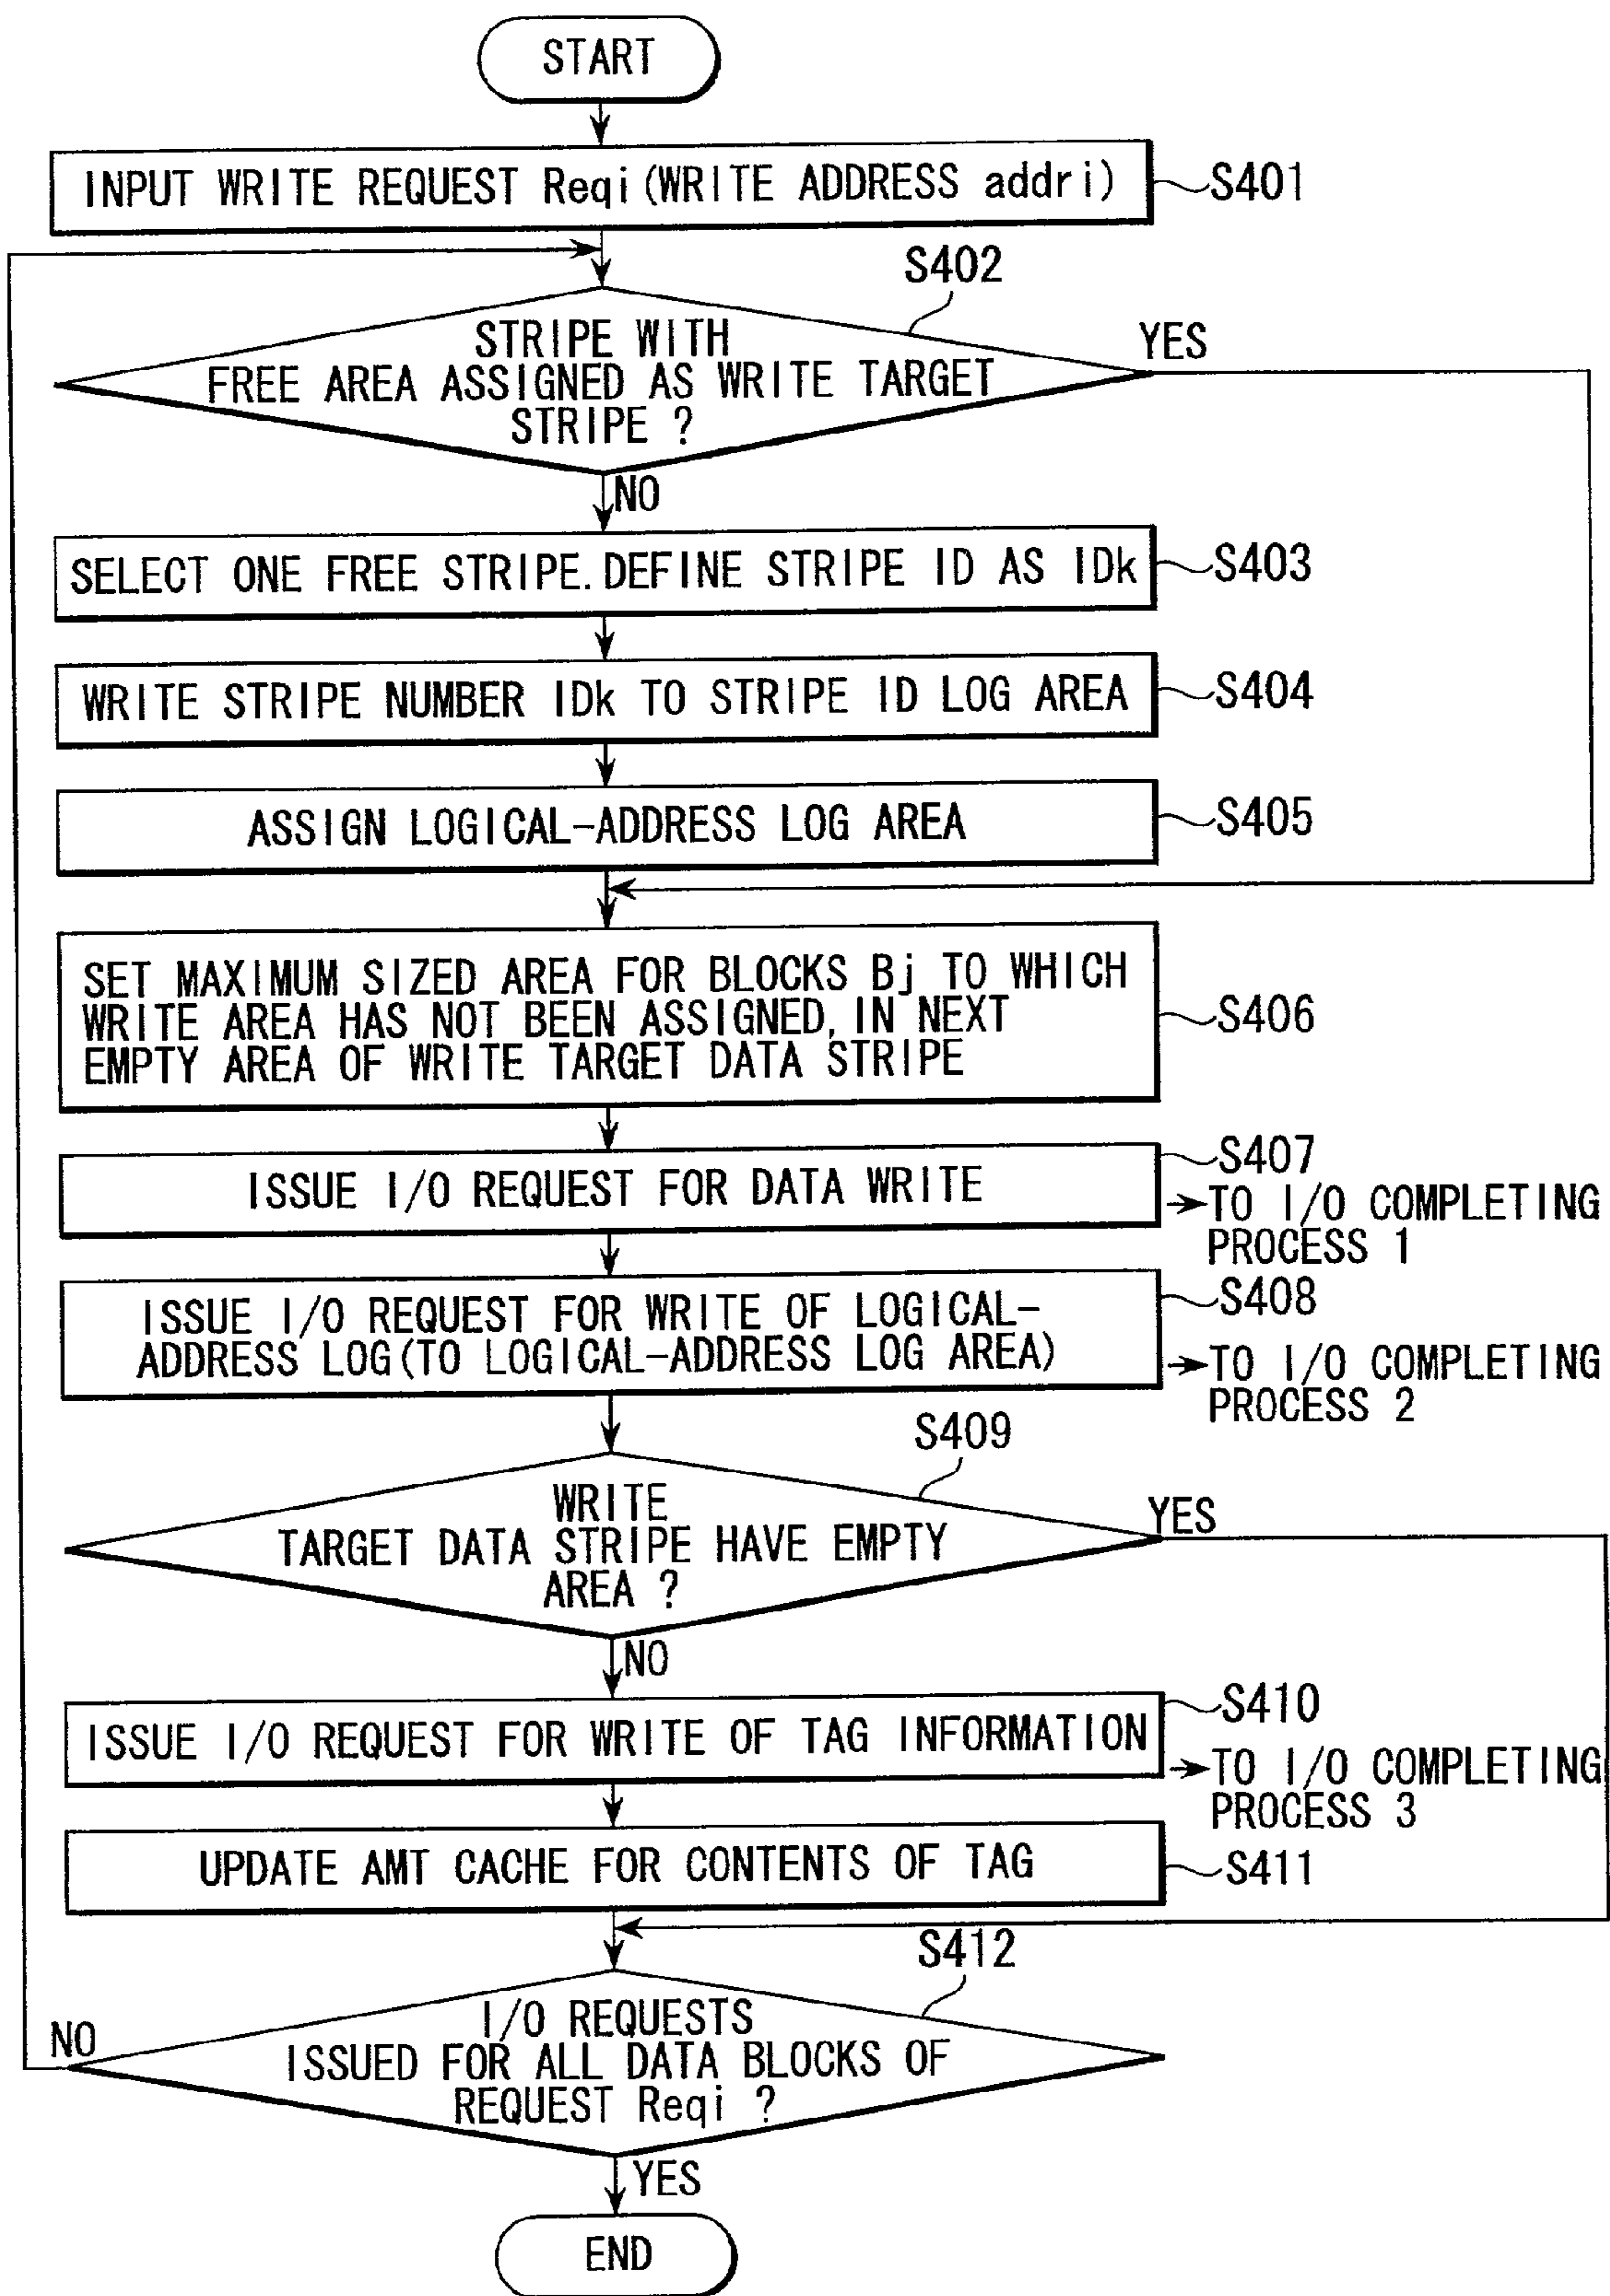 START
INPUT WRITE REQUEST Reqi(WRITE ADDRESS addri)
S401
S402
STRIPE WITH
FREE AREA ASSIGNED AS WRITE TARGET
STRIPE ?
YES
NO
SELECT ONE FREE STRIPE.DEFINE STRIPE ID AS IDk
S403
WRITE STRIPE NUMBER IDk TO STRIPE ID LOG AREA
S404
ASSIGN LOGICAL-ADDRESS LOG AREA
S405
SET MAXIMUM SIZED AREA FOR BLOCKS Bj TO WHICH
WRITE AREA HAS NOT BEEN ASSIGNED, IN NEXT
EMPTY AREA OF WRITE TARGET DATA STRIPE
S406
ISSUE I/O REQUEST FOR DATA WRITE
S407
TO I/O COMPLETING
PROCESS 1
ISSUE I/O REQUEST FOR WRITE OF LOGICAL-
ADDRESS LOG(TO LOGICAL-ADDRESS LOG AREA)
S408
TO I/O COMPLETING
PROCESS 2
S409
WRITE
TARGET DATA STRIPE HAVE EMPTY
AREA ?
YES
NO
ISSUE I/O REQUEST FOR WRITE OF TAG INFORMATION
S410
TO I/O COMPLETING
PROCESS 3
UPDATE AMT CACHE FOR CONTENTS OF TAG
S411
S412
I/O REQUESTS
ISSUED FOR ALL DATA BLOCKS OF
REQUEST Reqi ?
NO
YES
END